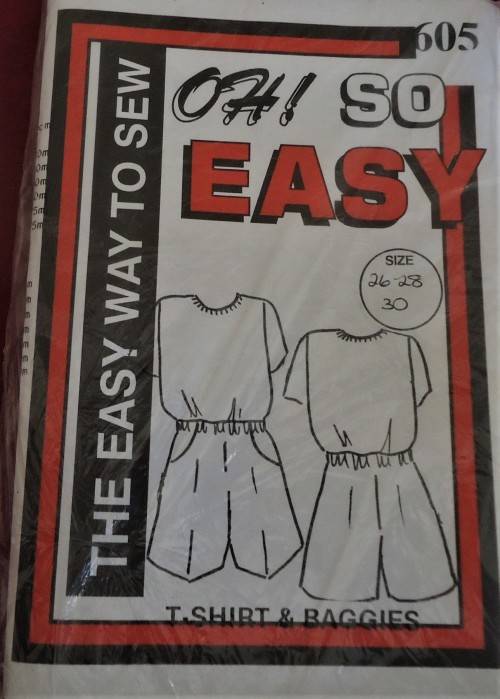 605
OH! SO
EASY
THE EASY WAY TO SEW
SIZE
26-28
30
T-SHIRT & BAGGIES